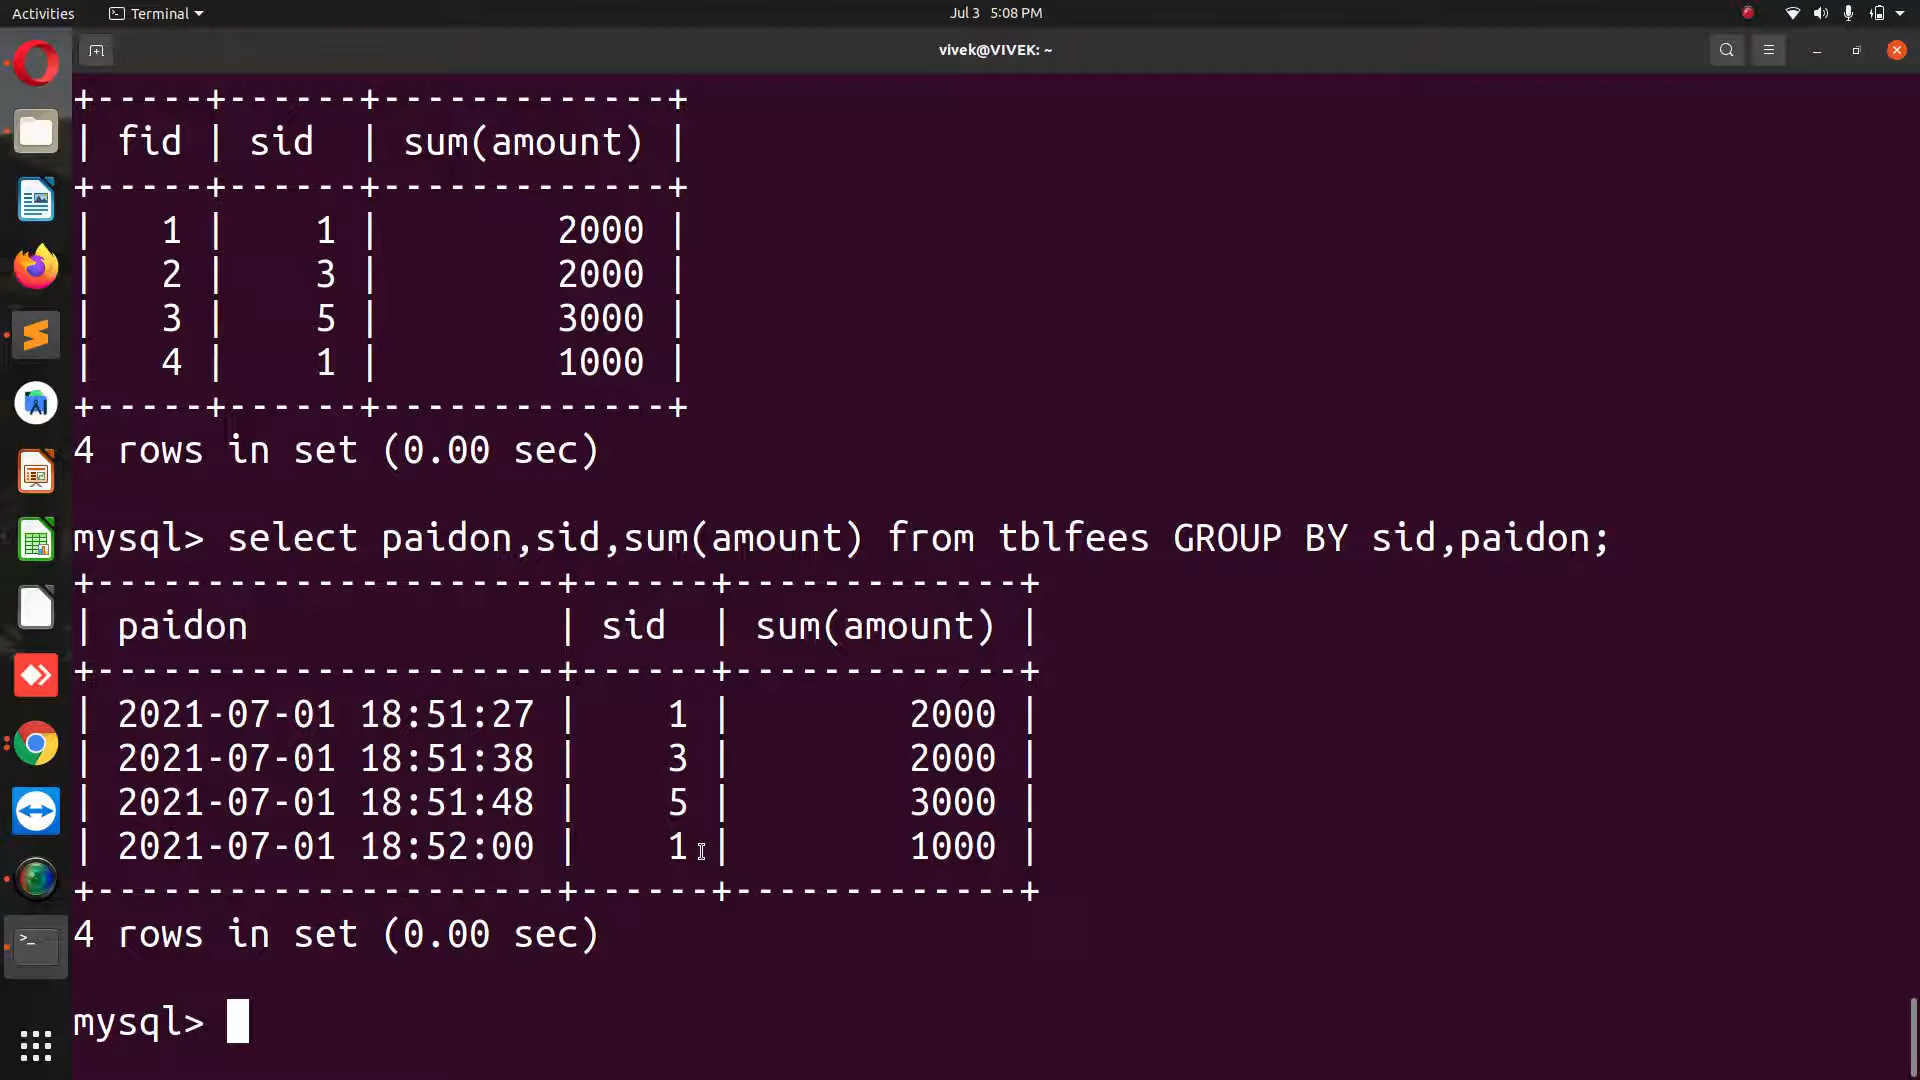 Activities Terminal Jul 3 5:08 PM
vivek@VIVEK: ~
+-----+------+-------------+
| fid | sid  | sum(amount) |
+-----+------+-------------+
|   1 |    1 |        2000 |
|   2 |    3 |        2000 |
|   3 |    5 |        3000 |
|   4 |    1 |        1000 |
+-----+------+-------------+
4 rows in set (0.00 sec)
mysql> select paidon,sid,sum(amount) from tblfees GROUP BY sid,paidon;
+---------------------+------+-------------+
| paidon              | sid  | sum(amount) |
+---------------------+------+-------------+
| 2021-07-01 18:51:27 |    1 |        2000 |
| 2021-07-01 18:51:38 |    3 |        2000 |
| 2021-07-01 18:51:48 |    5 |        3000 |
| 2021-07-01 18:52:00 |    1 |        1000 |
+---------------------+------+-------------+
4 rows in set (0.00 sec)
mysql>